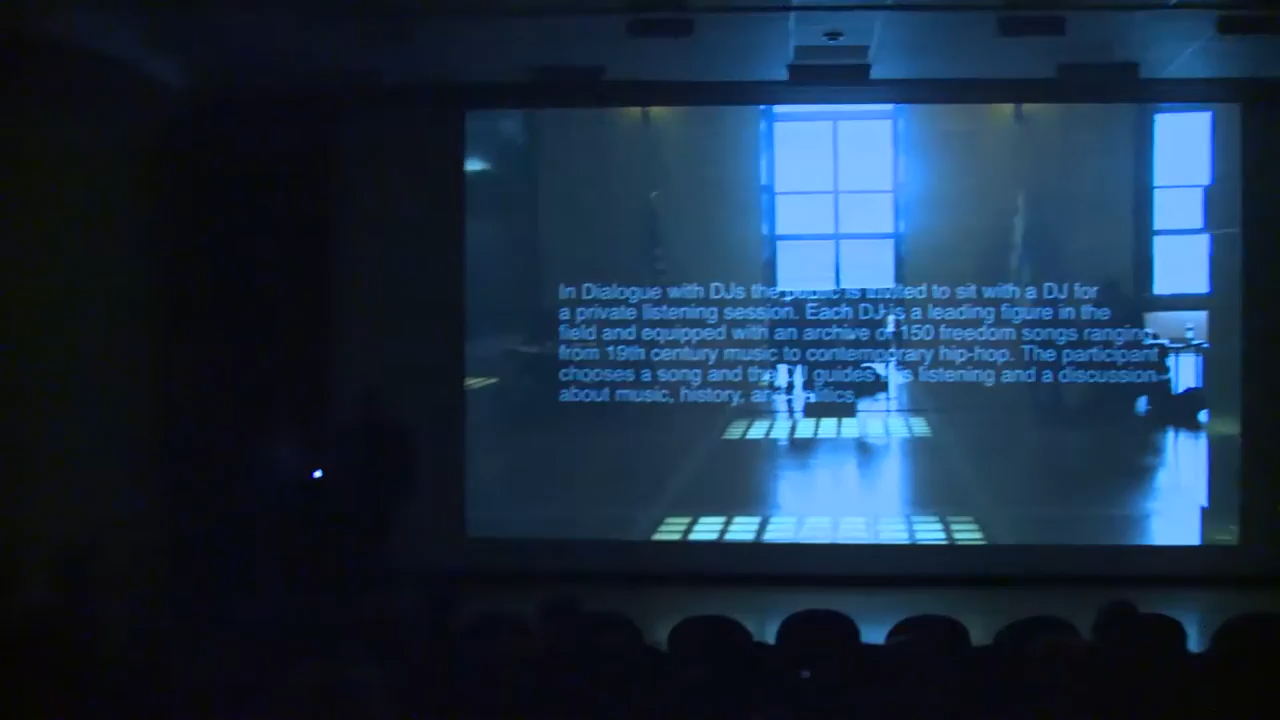 In Dialogue with DJs the public is invited to sit with a DJ for
a private listening session. Each DJ is a leading figure in the
field and equipped with an archive of 150 freedom songs ranging
from 19th century music to contemporary hip-hop. The participant
chooses a song and the DJ guides this listening and a discussion
about music, history, and politics.